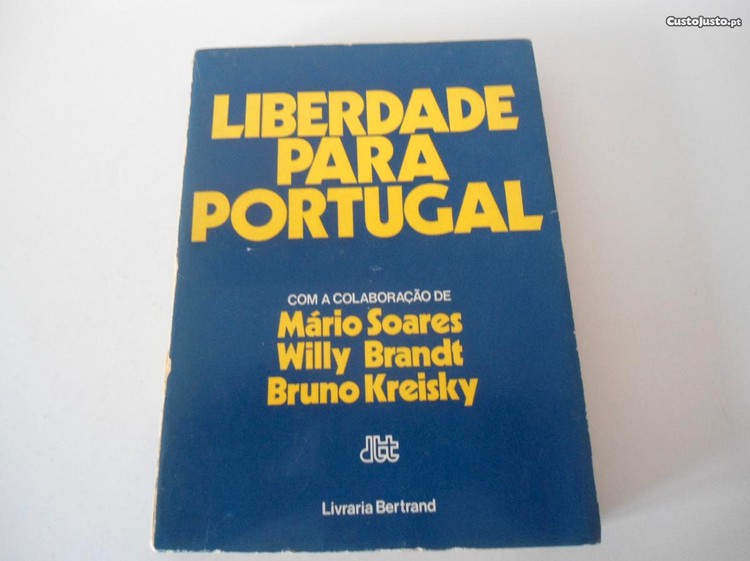 CustoJusto.pt
LIBERDADE
PARA
PORTUGAL
COM A COLABORAÇÃO DE
Mário Soares
Willy Brandt
Bruno Kreisky
Livraria Bertrand